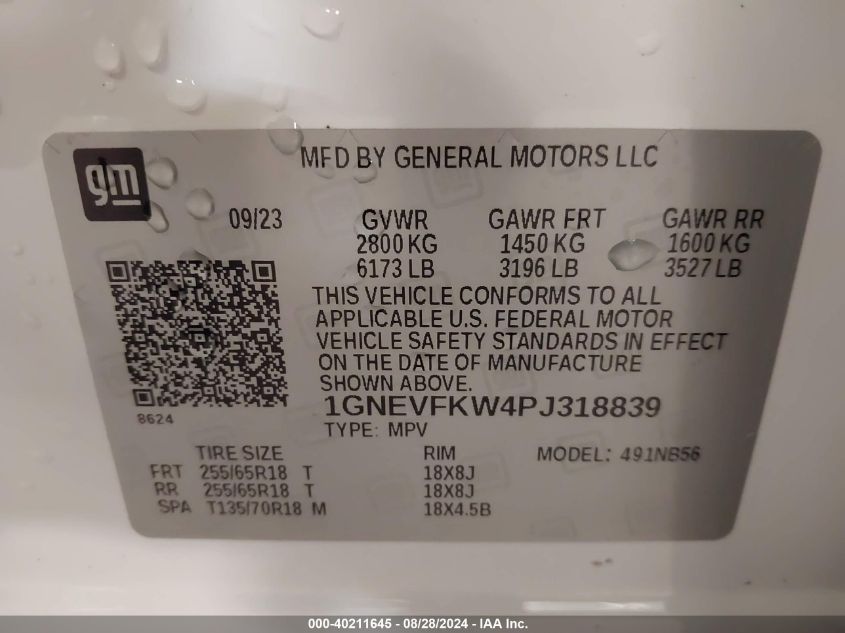 gm
MFD BY GENERAL MOTORS LLC
09/23 GVWR GAWR FRT GAWR RR
2800 KG 1450 KG 1600 KG
6173 LB 3196 LB 3527 LB
THIS VEHICLE CONFORMS TO ALL
APPLICABLE U.S. FEDERAL MOTOR
VEHICLE SAFETY STANDARDS IN EFFECT
ON THE DATE OF MANUFACTURE
SHOWN ABOVE.
1GNEVFKW4PJ318839
8624
TYPE: MPV
TIRE SIZE RIM MODEL: 491NB56
FRT 255/65R18 T 18X8J
RR 255/65R18 T 18X8J
SPA T135/70R18 M 18X4.5B
000-40211645 - 08/28/2024 - IAA Inc.